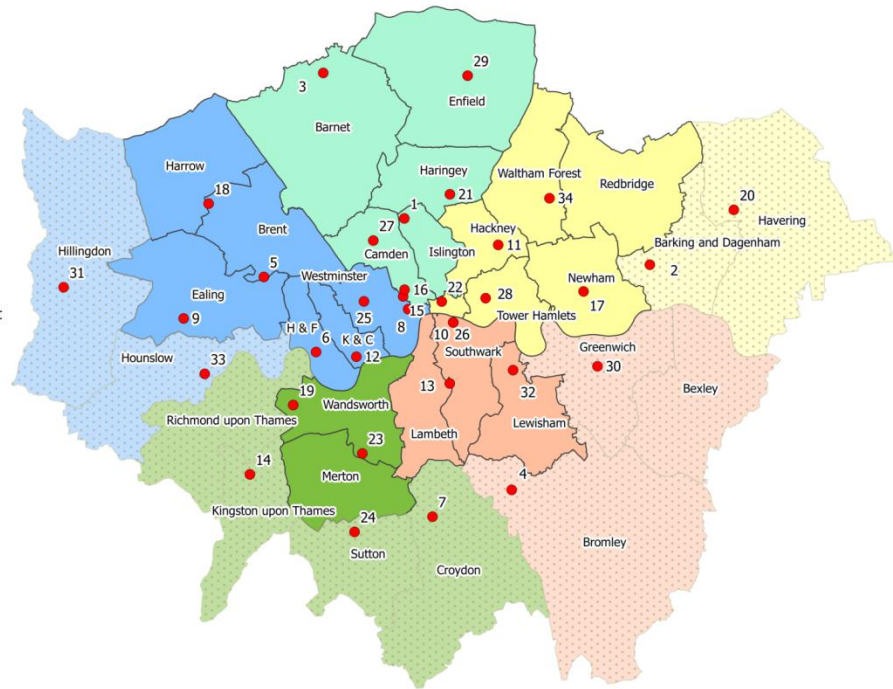 29
3
Enfield
Barnet
Harrow
Haringey
Waltham Forest
Redbridge
18
21
34
20
1
Havering
27
Hackney
Brent
Camden
Islington
11
Barking and Dagenham
Hillingdon
5
2
31
Westminster
16
Newham
Ealing
22
28
17
25
15
Tower Hamlets
9
8
H & F
10
26
6
K & C
Southwark
Greenwich
Hounslow
12
30
33
13
32
Bexley
19
Wandsworth
Richmond upon Thames
Lambeth
Lewisham
23
14
4
Merton
7
Kingston upon Thames
24
Sutton
Bromley
Croydon